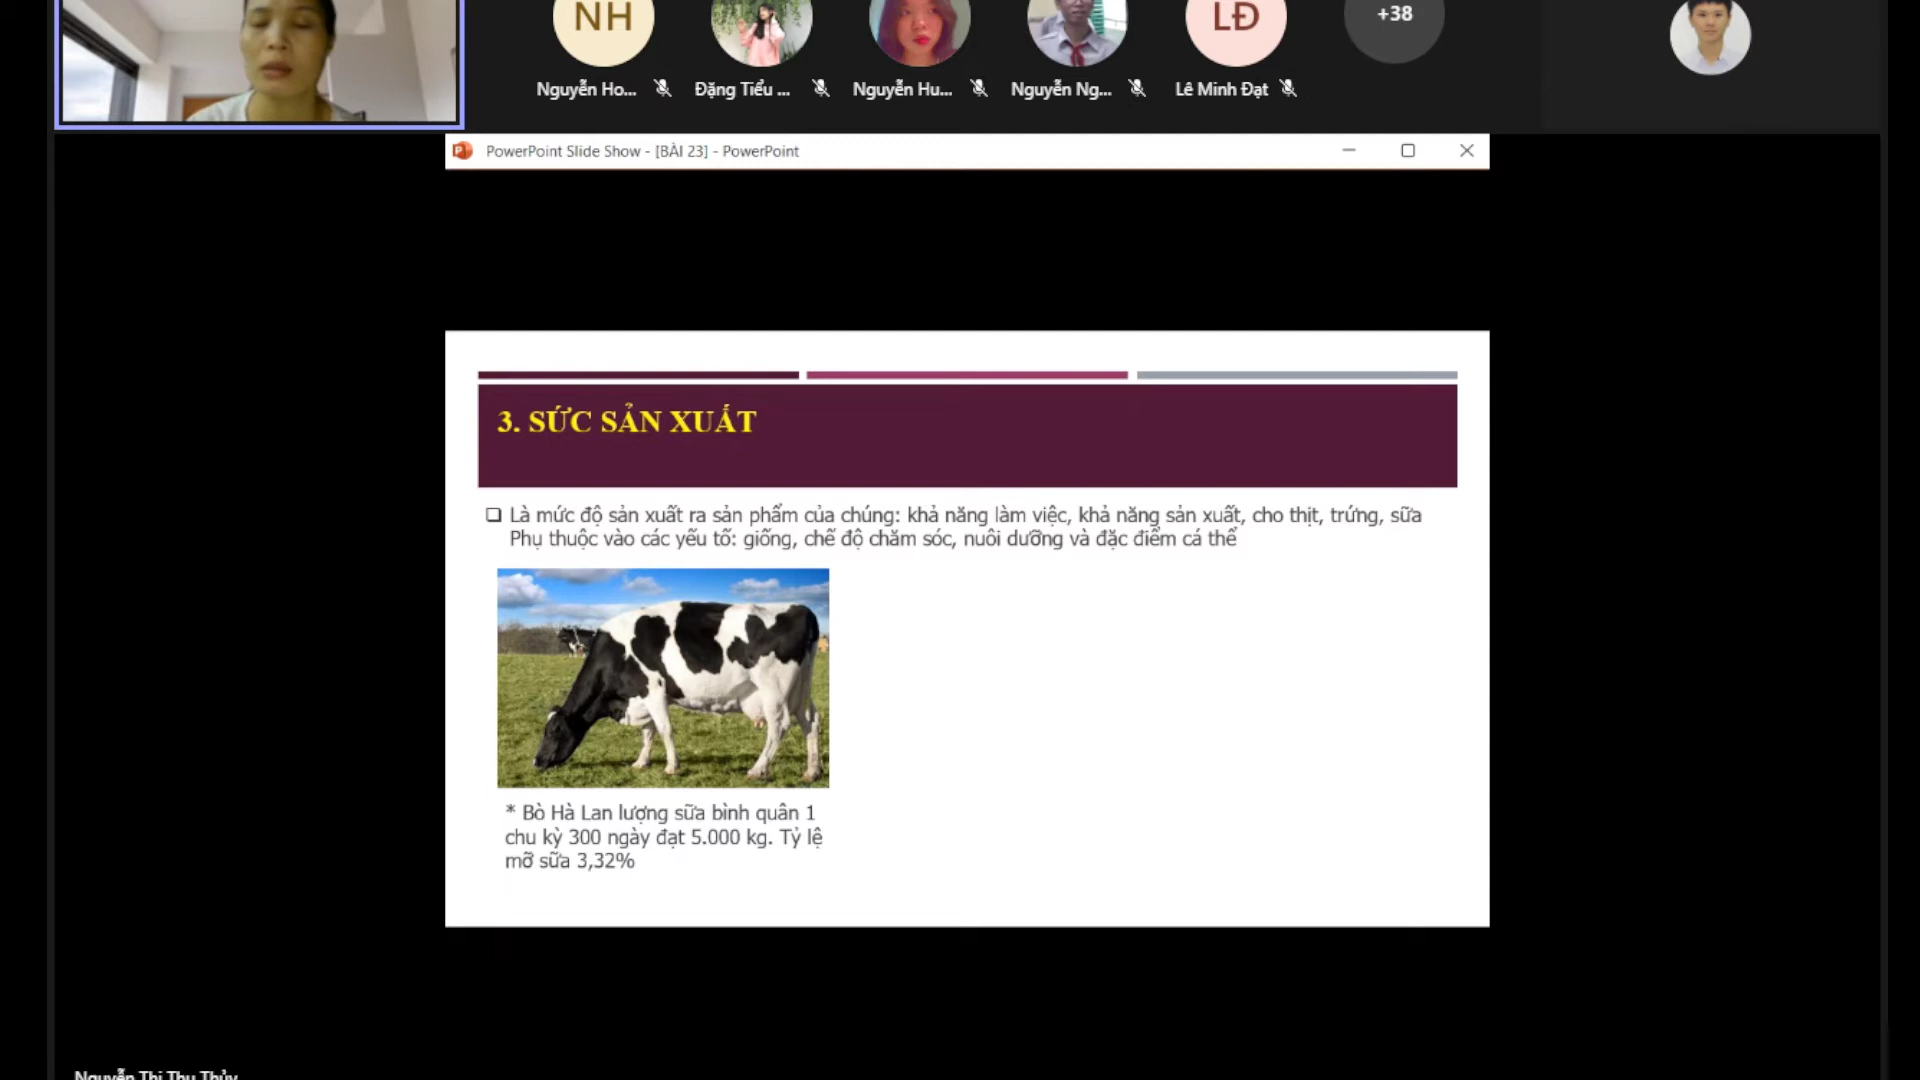 NH
LĐ
+38
Nguyễn Ho...
Đặng Tiểu ...
Nguyễn Hu...
Nguyễn Ng...
Lê Minh Đạt
PowerPoint Slide Show - [BÀI 23] - PowerPoint
3. SỨC SẢN XUẤT
Là mức độ sản xuất ra sản phẩm của chúng: khả năng làm việc, khả năng sản xuất, cho thịt, trứng, sữa
Phụ thuộc vào các yếu tố: giống, chế độ chăm sóc, nuôi dưỡng và đặc điểm cá thể
* Bò Hà Lan lượng sữa bình quân 1
chu kỳ 300 ngày đạt 5.000 kg. Tỷ lệ
mỡ sữa 3,32%
Nguyễn Thị Thu Thủy